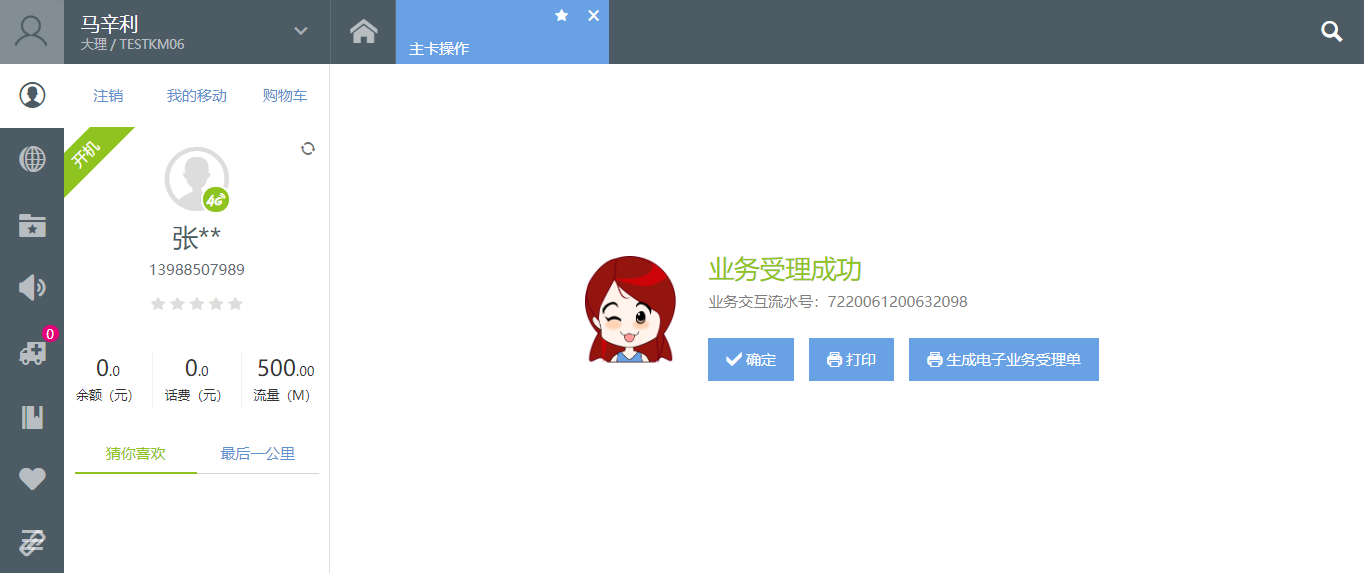 马辛利
大理 / TESTKM06
主卡操作
注销 我的移动 购物车
开机
4G
张**
13988507989
0
0.0 0.0 500.00
余额（元） 话费（元） 流量（M）
猜你喜欢 最后一公里
业务受理成功
业务交互流水号：7220061200632098
确定 打印 生成电子业务受理单